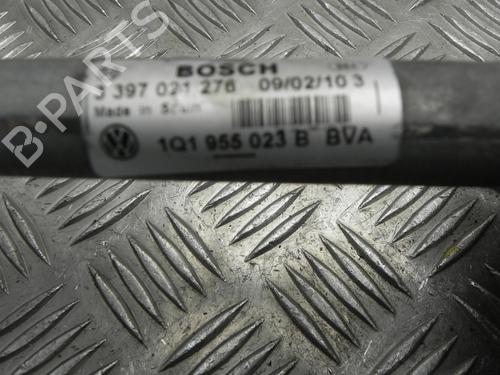 BOSCH
3 397 021 276 09/02/10 3
Made in Spain
1Q1 955 023 B BVA
B-PARTS